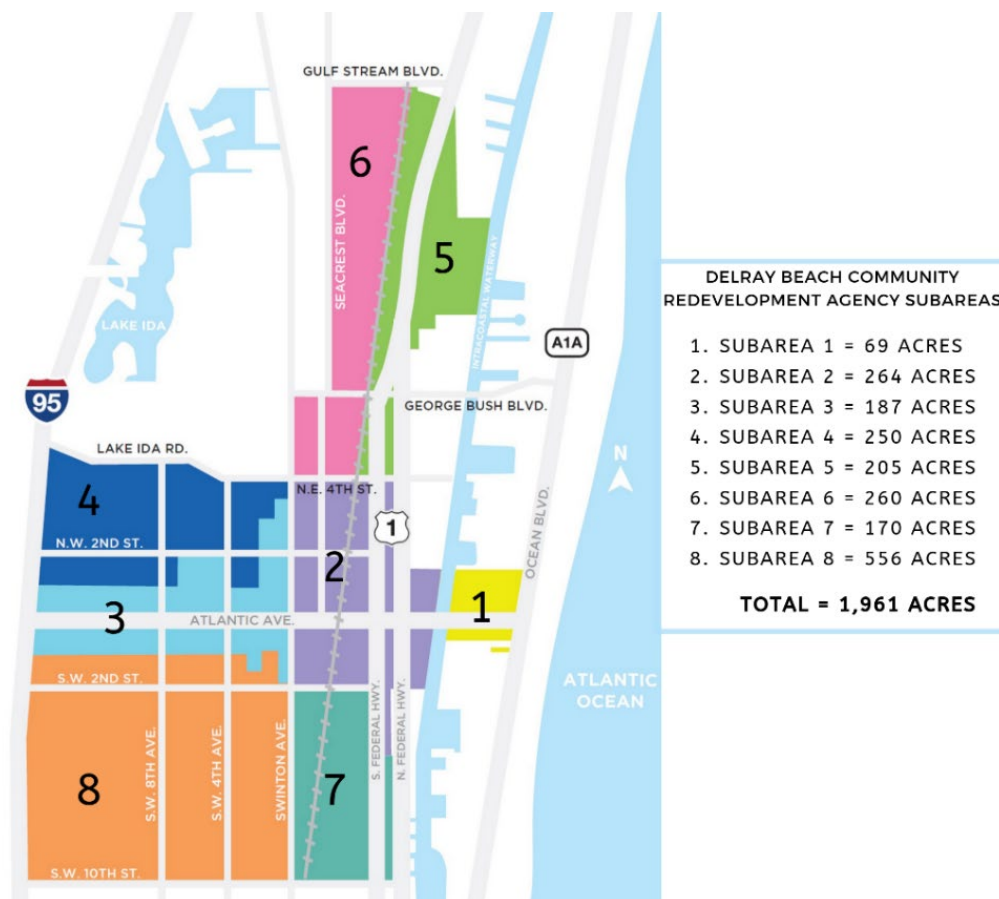 GULF STREAM BLVD.
6
SEACREST BLVD.
5
INTRACOASTAL WATERWAY
LAKE IDA
A1A
95
GEORGE BUSH BLVD.
LAKE IDA RD.
N
4
N.E. 4TH ST.
1
OCEAN BLVD.
N.W. 2ND ST.
2
3
ATLANTIC AVE.
1
S.W. 2ND ST.
ATLANTIC
OCEAN
S.W. 8TH AVE.
S.W. 4TH AVE.
SWINTON AVE.
S. FEDERAL HWY.
N. FEDERAL HWY.
8
7
S.W. 10TH ST.
DELRAY BEACH COMMUNITY
REDEVELOPMENT AGENCY SUBAREAS
1. SUBAREA 1 = 69 ACRES
2. SUBAREA 2 = 264 ACRES
3. SUBAREA 3 = 187 ACRES
4. SUBAREA 4 = 250 ACRES
5. SUBAREA 5 = 205 ACRES
6. SUBAREA 6 = 260 ACRES
7. SUBAREA 7 = 170 ACRES
8. SUBAREA 8 = 556 ACRES
TOTAL = 1,961 ACRES